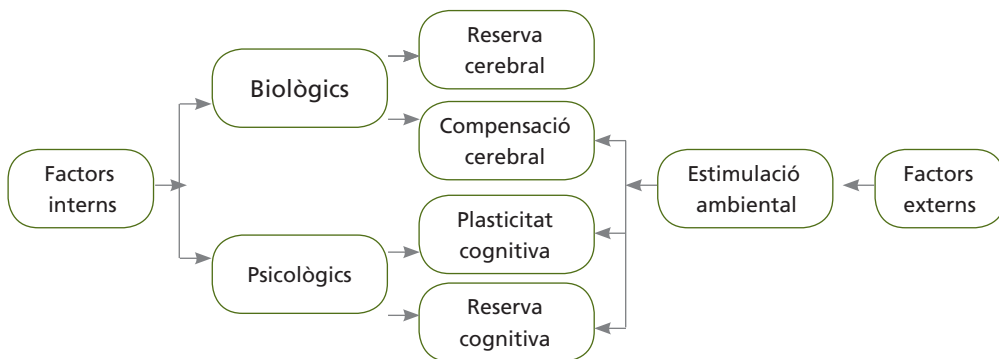 Factors
interns
Biològics
Psicològics
Reserva
cerebral
Compensació
cerebral
Plasticitat
cognitiva
Reserva
cognitiva
Estimulació
ambiental
Factors
externs